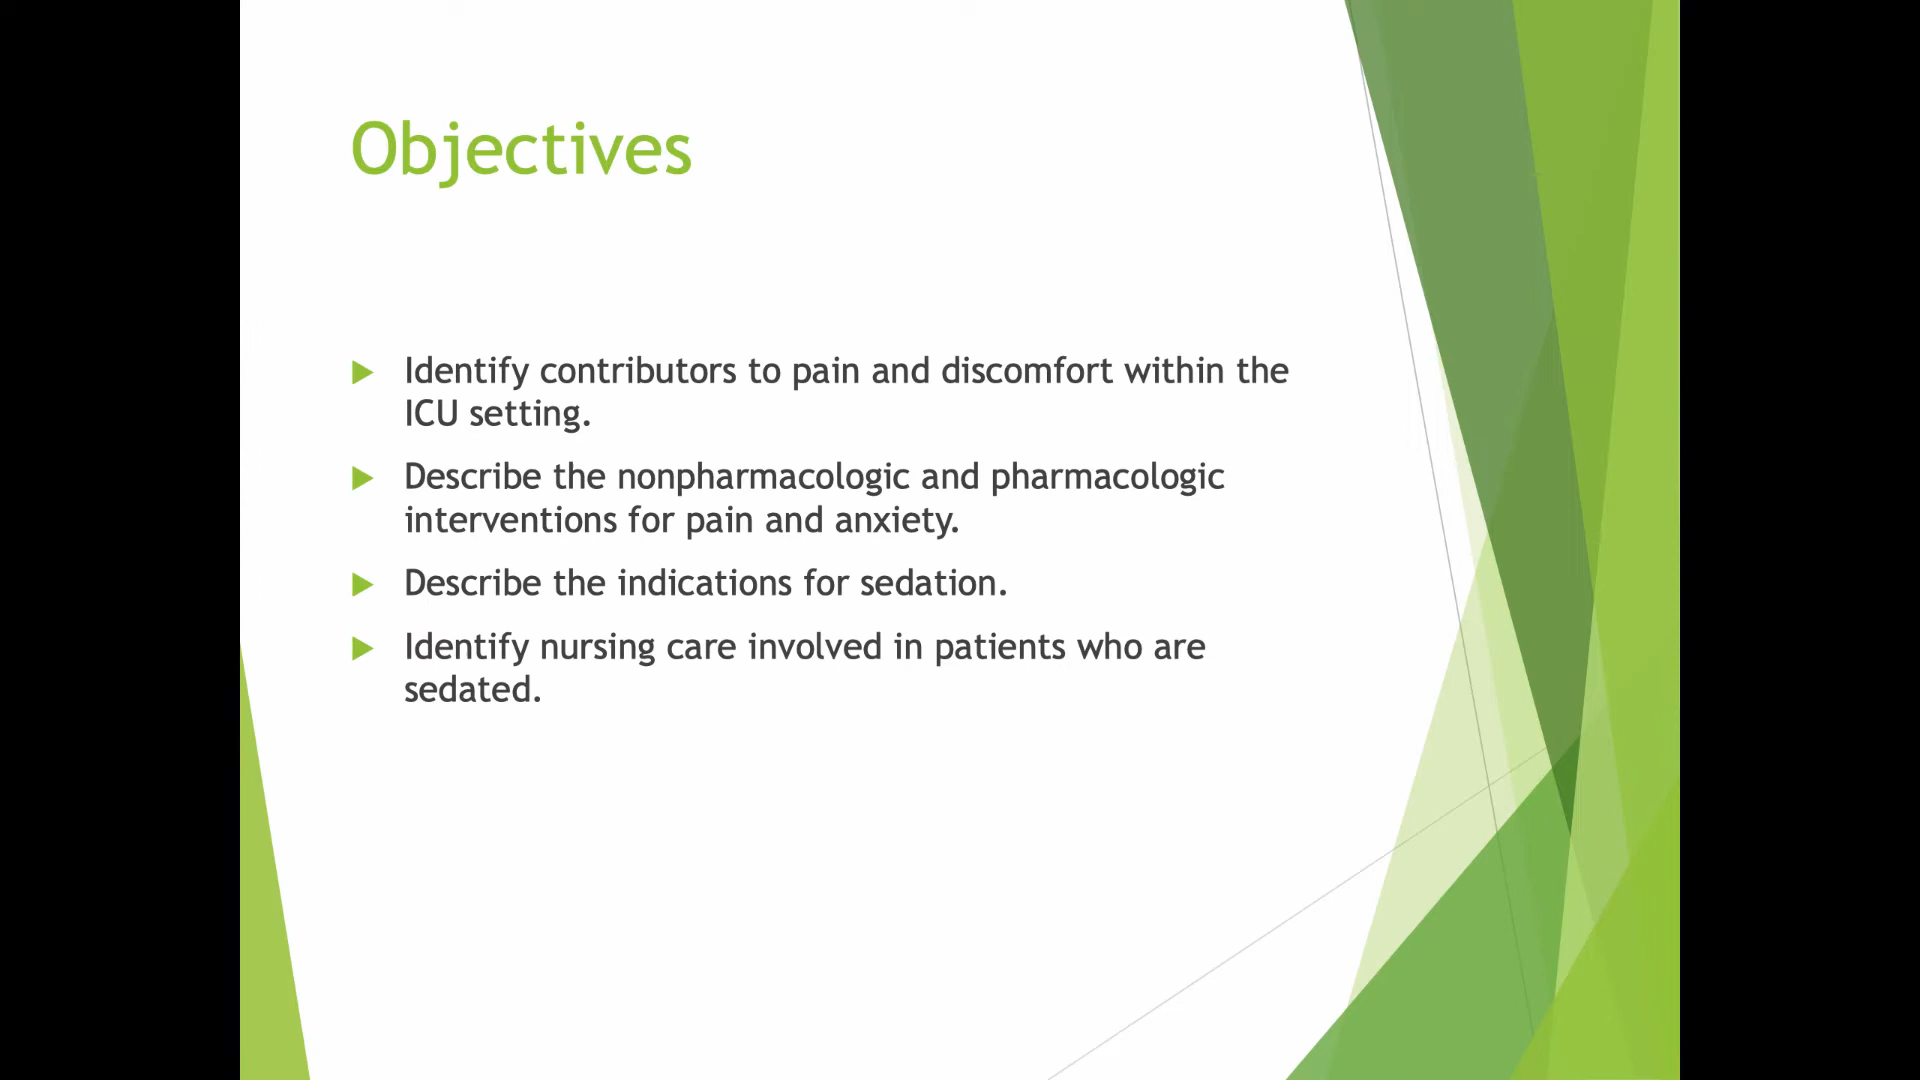 Objectives
Identify contributors to pain and discomfort within the
ICU setting.
Describe the nonpharmacologic and pharmacologic
interventions for pain and anxiety.
Describe the indications for sedation.
Identify nursing care involved in patients who are
sedated.